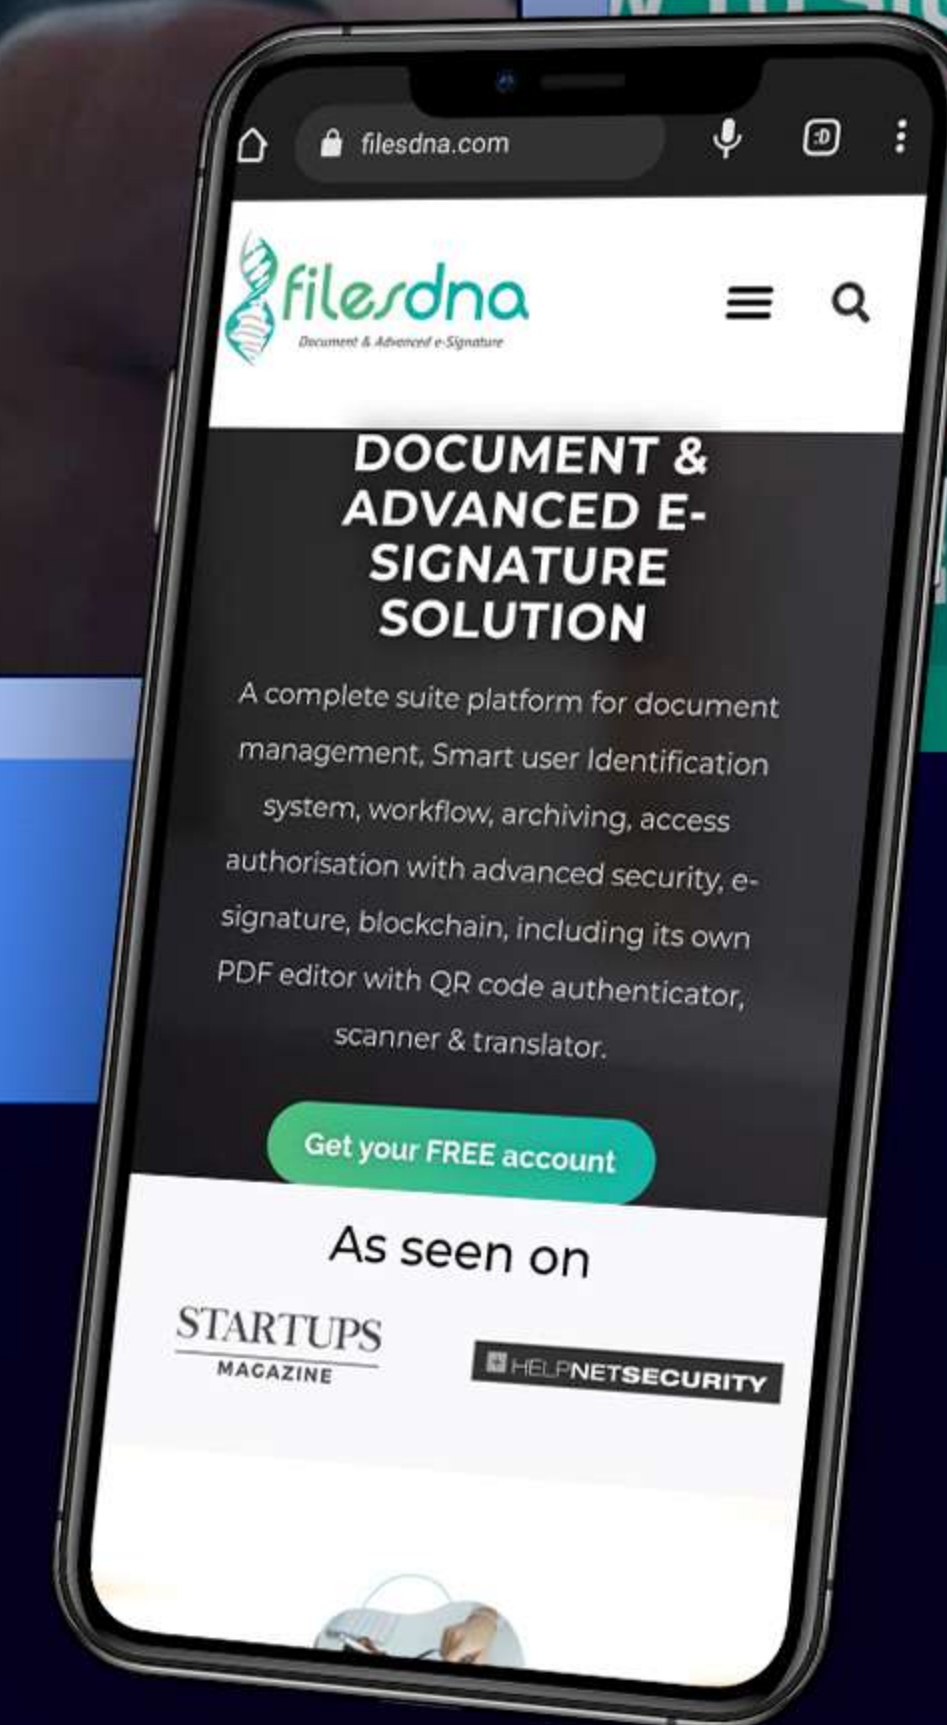 filesdna.com
:D
filesdna
Document & Advanced e-Signature
DOCUMENT &
ADVANCED E-
SIGNATURE
SOLUTION
A complete suite platform for document
management, Smart user Identification
system, workflow, archiving, access
authorisation with advanced security, e-
signature, blockchain, including its own
PDF editor with QR code authenticator,
scanner & translator.
Get your FREE account
As seen on
STARTUPS
MAGAZINE
HELPNETSECURITY